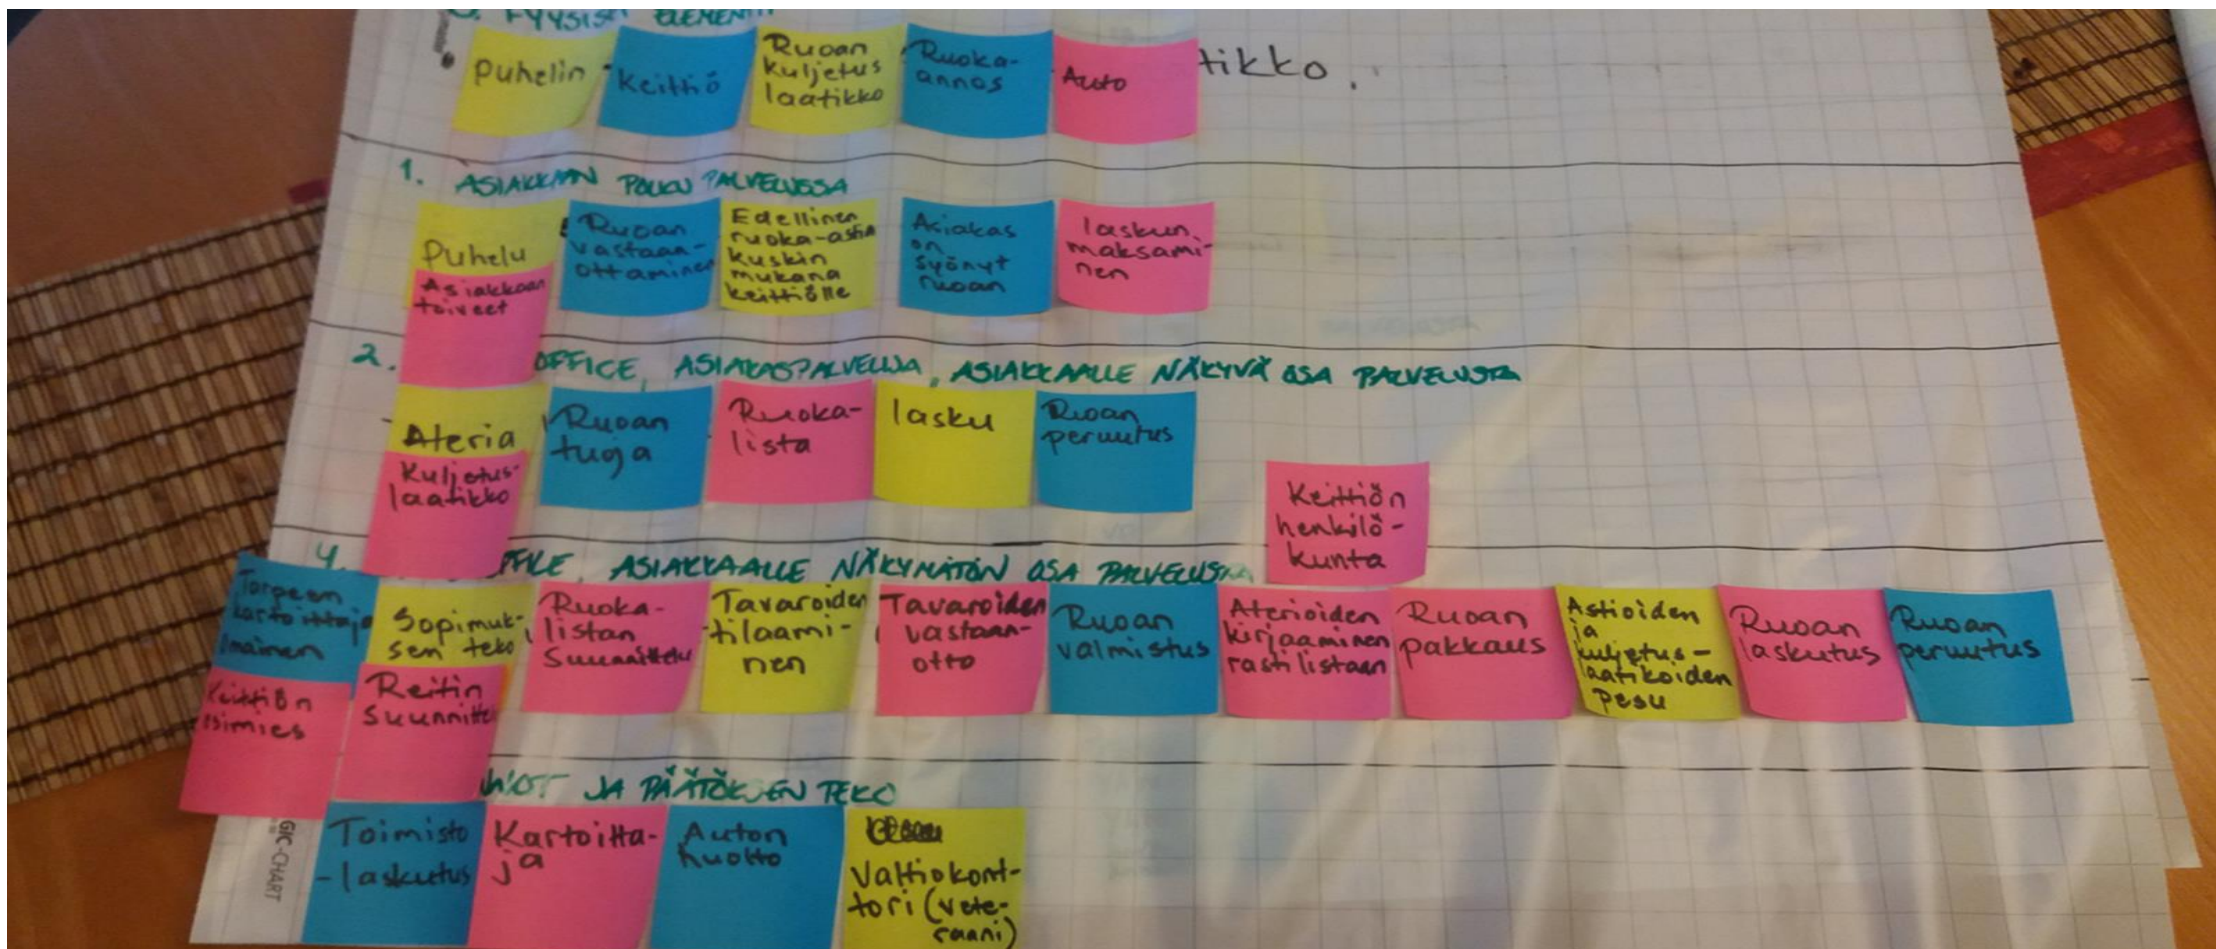 FYYSISET ELEMENTIT
Puhelin
Keittiö
Ruoan
kuljetus
laatikko
Ruoka-
annos
Auto
tikko.
1. ASIAKKAAN POLKU PALVELUSSA
Puhelu
Asiakkaan
toiveet
Ruoan
vastaan-
ottaminen
Edellinen
ruoka-astia
kuskin
mukana
keittiölle
Asiakas
on
syönyt
ruoan
laskun
maksami-
nen
2. OFFICE, ASIAKASPALVELIJA, ASIAKKAALLE NÄKYVÄ OSA PALVELUSTA
Ateria
Kuljetus-
laatikko
Ruoan
tuoja
Ruoka-
lista
lasku
Ruoan
peruutus
Keittiön
henkilö-
kunta
4. ASIAKKAALLE NÄKYMÄTÖN OSA PALVELUSTA
Tarpeen
kartoittaja
Keittiön
esimies
Sopimuk-
sen teko
Reitin
suunnittelu
Ruoka-
listan
suunnittelu
Tavaroiden
tilaami-
nen
Tavaroiden
vastaan-
otto
Ruoan
valmistus
Aterioiden
kirjaaminen
rastilistaan
Ruoan
pakkaus
Astioiden
ja
kuljetus-
laatikoiden
pesu
Ruoan
laskutus
Ruoan
peruutus
JA PÄÄTÖKSEN TEKO
Toimisto
-laskutus
Kartoitta-
ja
Auton
huolto
Valtiokont-
tori (vete-
raani)
GIC-CHART